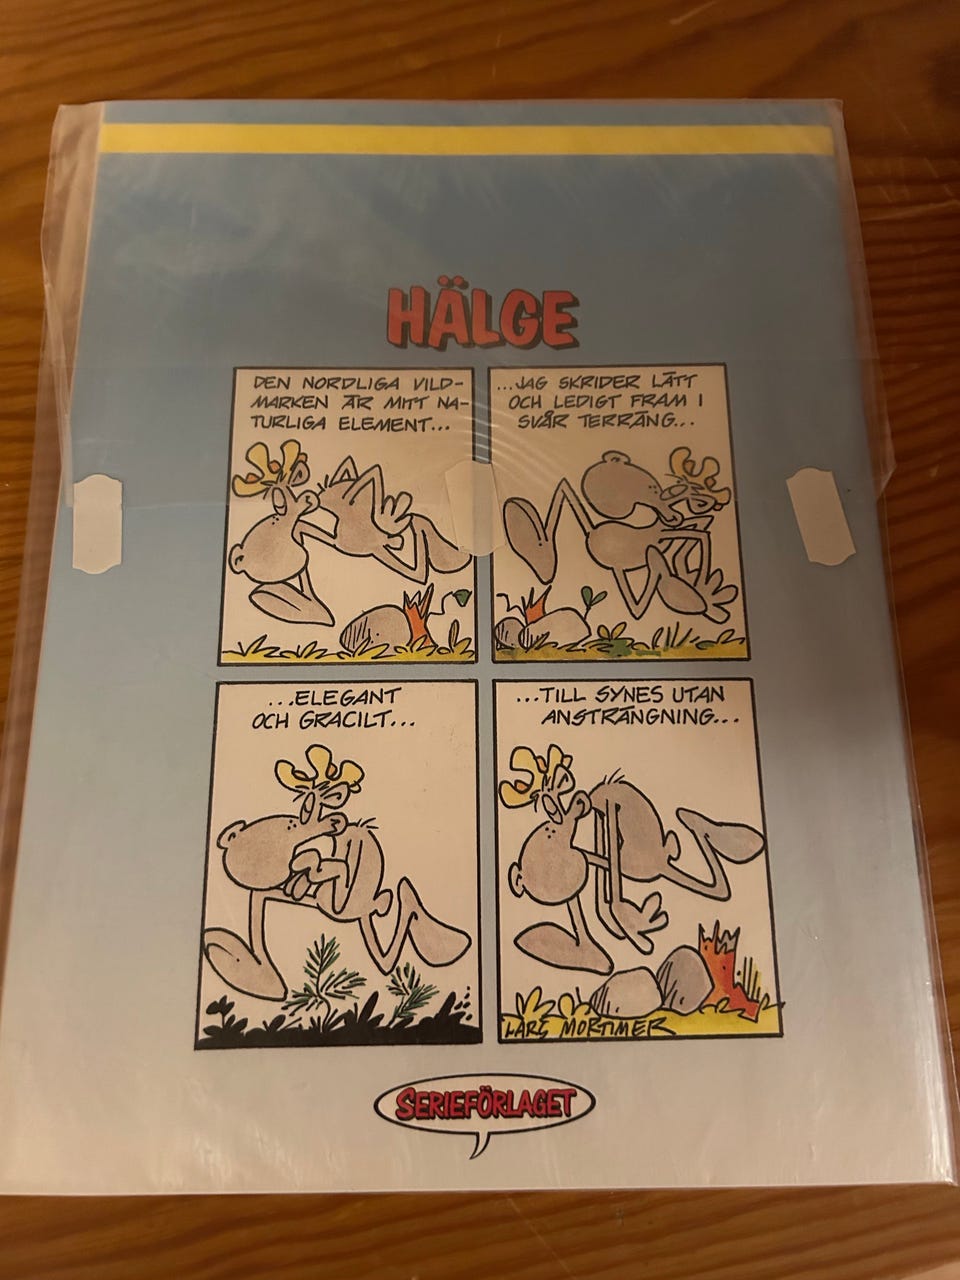 HÄLGE
DEN NORDLIGA VILD-
MARKEN ÄR MITT NA-
TURLIGA ELEMENT...
...JAG SKRIDER LÄTT
OCH LEDIGT FRAM I
SVÅR TERRÄNG...
...ELEGANT
OCH GRACILT...
...TILL SYNES UTAN
ANSTRÄNGNING...
LARS MORTIMER
SERIEFÖRLAGET